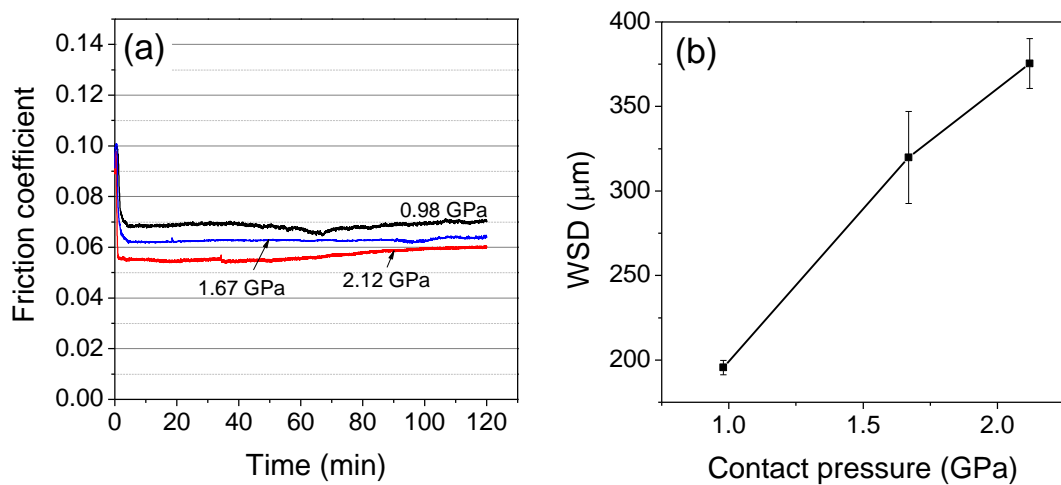 (a)
0.14
0.12
0.10
0.08
0.06
0.04
0.02
0.00
Friction coefficient
0.98 GPa
1.67 GPa
2.12 GPa
0 20 40 60 80 100 120
Time (min)
(b)
400
350
300
250
200
WSD (μm)
1.0 1.5 2.0
Contact pressure (GPa)